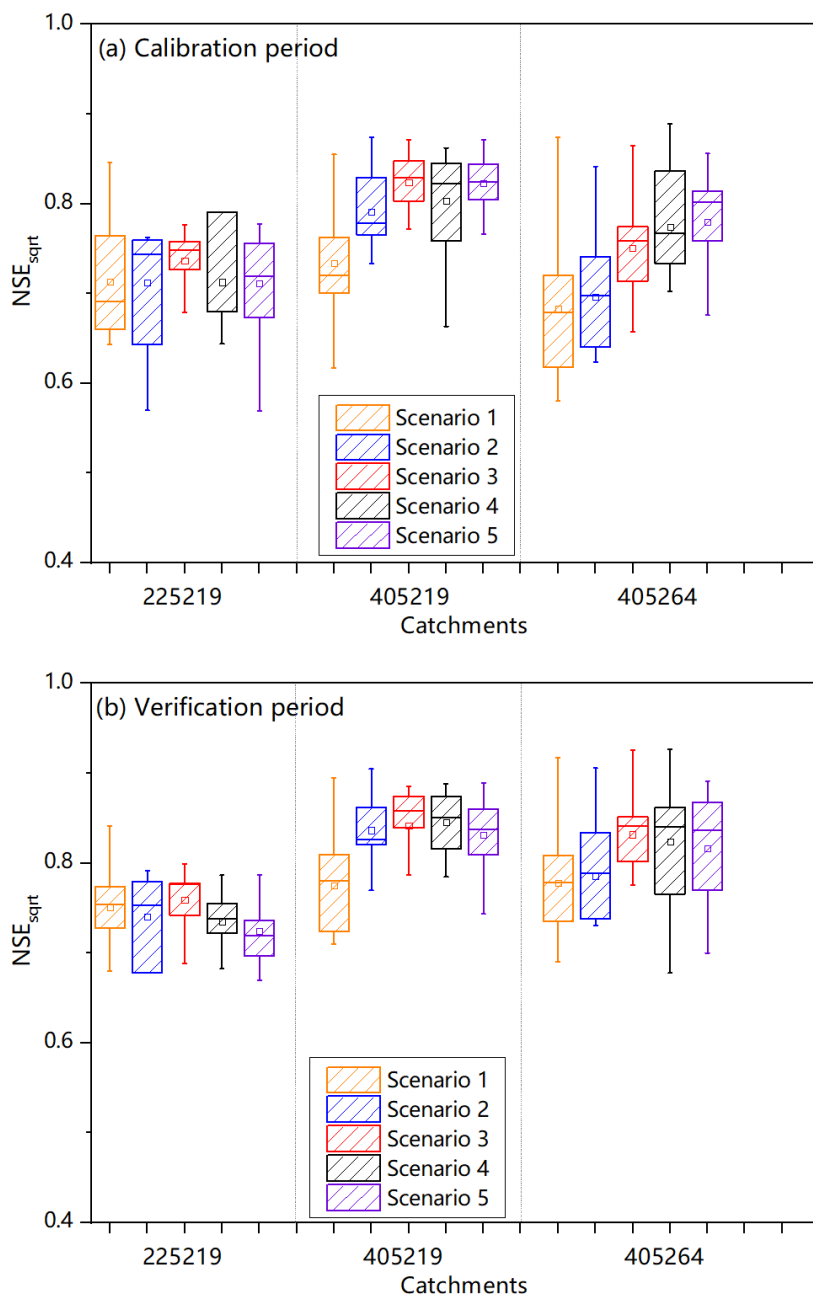 1.0
(a) Calibration period
0.8
NSEsqrt
0.6
Scenario 1
Scenario 2
Scenario 3
Scenario 4
Scenario 5
0.4
225219 405219 405264
Catchments
1.0
(b) Verification period
0.8
NSEsqrt
0.6
Scenario 1
Scenario 2
Scenario 3
Scenario 4
Scenario 5
0.4
225219 405219 405264
Catchments